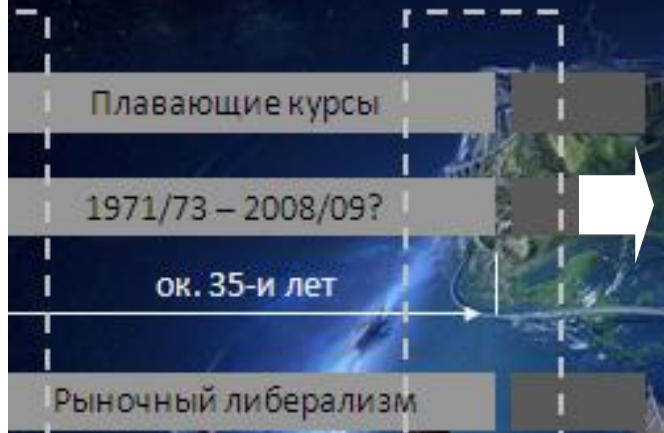 Плавающие курсы
1971/73 – 2008/09?
ок. 35-и лет
Рыночный либерализм